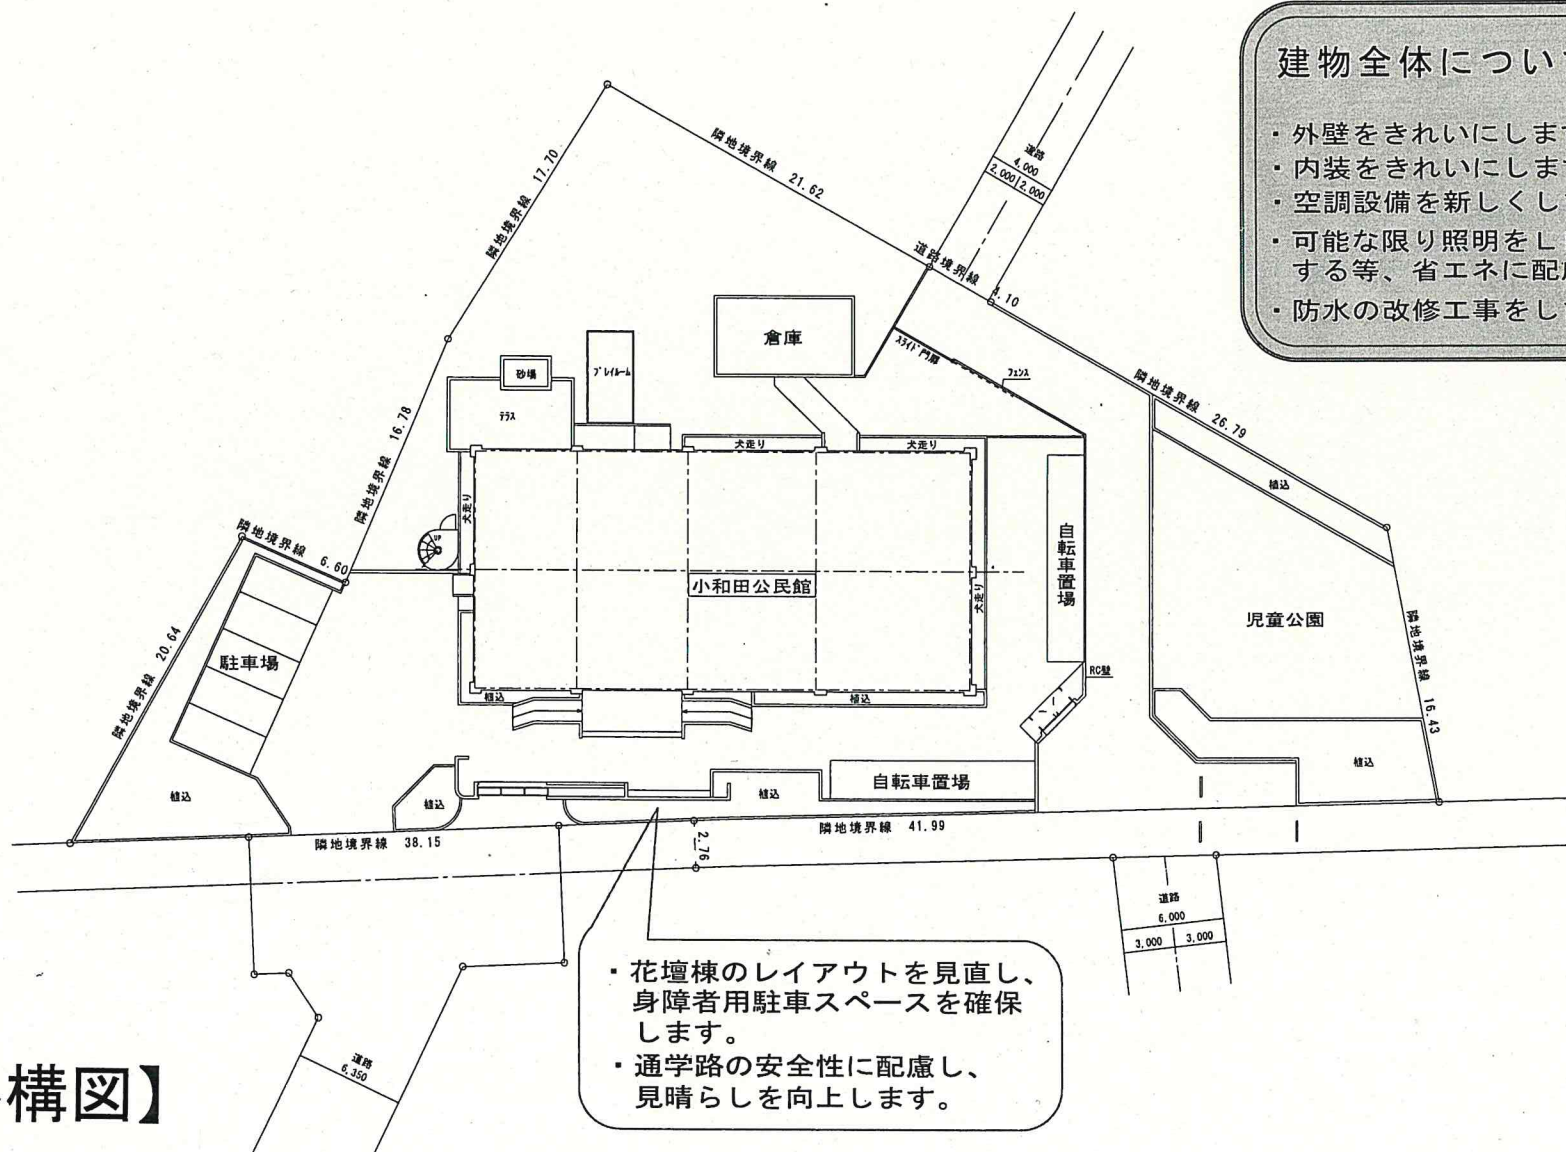 建物全体につい
・外壁をきれいにしま
・内装をきれいにしま
・空調設備を新しくし
・可能な限り照明をL
する等、省エネに配
・防水の改修工事をし
隣地境界線 17.70
隣地境界線 21.62
道路
4,000
2,000 2,000
道路境界線 4.10
倉庫
スライド門扉
フェンス
隣地境界線 26.79
砂場
プレイルーム
テラス
隣地境界線 16.78
犬走り
犬走り
犬走り
植込
UP
隣地境界線 6.60
自転車置場
小和田公民館
犬走り
児童公園
隣地境界線 20.64
駐車場
隣地境界線 16.43
RC壁
植込
植込
植込
植込
植込
自転車置場
植込
隣地境界線 38.15
隣地境界線 41.99
2.76
道路
6,000
3,000 3,000
・花壇棟のレイアウトを見直し、
身障者用駐車スペースを確保
します。
・通学路の安全性に配慮し、
見晴らしを向上します。
道路
6,350
構図】